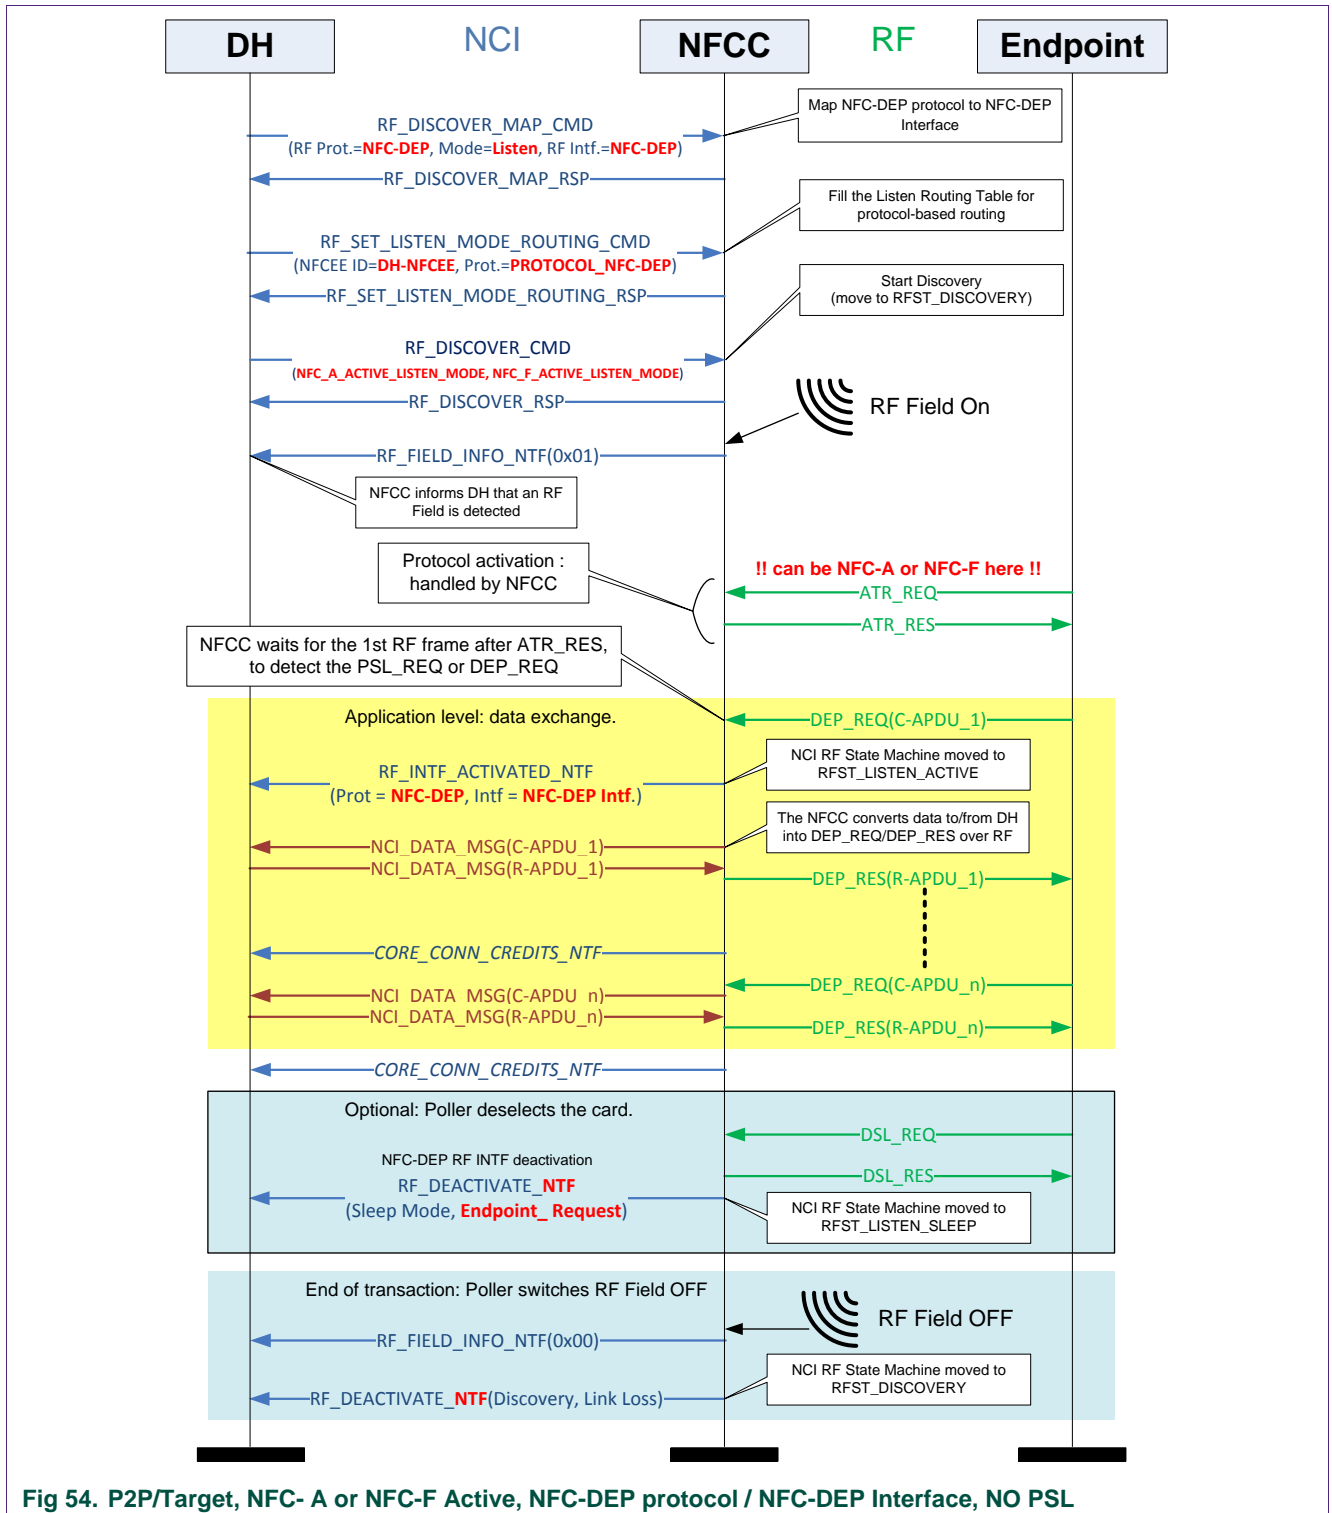 DH
NCI
NFCC
RF
Endpoint
Map NFC-DEP protocol to NFC-DEP
Interface
RF_DISCOVER_MAP_CMD
(RF Prot.=NFC-DEP, Mode=Listen, RF Intf.=NFC-DEP)
RF_DISCOVER_MAP_RSP
Fill the Listen Routing Table for
protocol-based routing
RF_SET_LISTEN_MODE_ROUTING_CMD
(NFCEE ID=DH-NFCEE, Prot.=PROTOCOL_NFC-DEP)
RF_SET_LISTEN_MODE_ROUTING_RSP
Start Discovery
(move to RFST_DISCOVERY)
RF_DISCOVER_CMD
(NFC_A_ACTIVE_LISTEN_MODE, NFC_F_ACTIVE_LISTEN_MODE)
RF_DISCOVER_RSP
RF Field On
RF_FIELD_INFO_NTF(0x01)
NFCC informs DH that an RF
Field is detected
Protocol activation :
handled by NFCC
!! can be NFC-A or NFC-F here !!
ATR_REQ
ATR_RES
NFCC waits for the 1st RF frame after ATR_RES,
to detect the PSL_REQ or DEP_REQ
Application level: data exchange.
DEP_REQ(C-APDU_1)
NCI RF State Machine moved to
RFST_LISTEN_ACTIVE
RF_INTF_ACTIVATED_NTF
(Prot = NFC-DEP, Intf = NFC-DEP Intf.)
The NFCC converts data to/from DH
into DEP_REQ/DEP_RES over RF
NCI_DATA_MSG(C-APDU_1)
NCI_DATA_MSG(R-APDU_1)
DEP_RES(R-APDU_1)
CORE_CONN_CREDITS_NTF
DEP_REQ(C-APDU_n)
NCI_DATA_MSG(C-APDU_n)
NCI_DATA_MSG(R-APDU_n)
DEP_RES(R-APDU_n)
CORE_CONN_CREDITS_NTF
Optional: Poller deselects the card.
DSL_REQ
NFC-DEP RF INTF deactivation
DSL_RES
RF_DEACTIVATE_NTF
(Sleep Mode, Endpoint_ Request)
NCI RF State Machine moved to
RFST_LISTEN_SLEEP
End of transaction: Poller switches RF Field OFF
RF Field OFF
RF_FIELD_INFO_NTF(0x00)
NCI RF State Machine moved to
RFST_DISCOVERY
RF_DEACTIVATE_NTF(Discovery, Link Loss)
Fig 54. P2P/Target, NFC- A or NFC-F Active, NFC-DEP protocol / NFC-DEP Interface, NO PSL